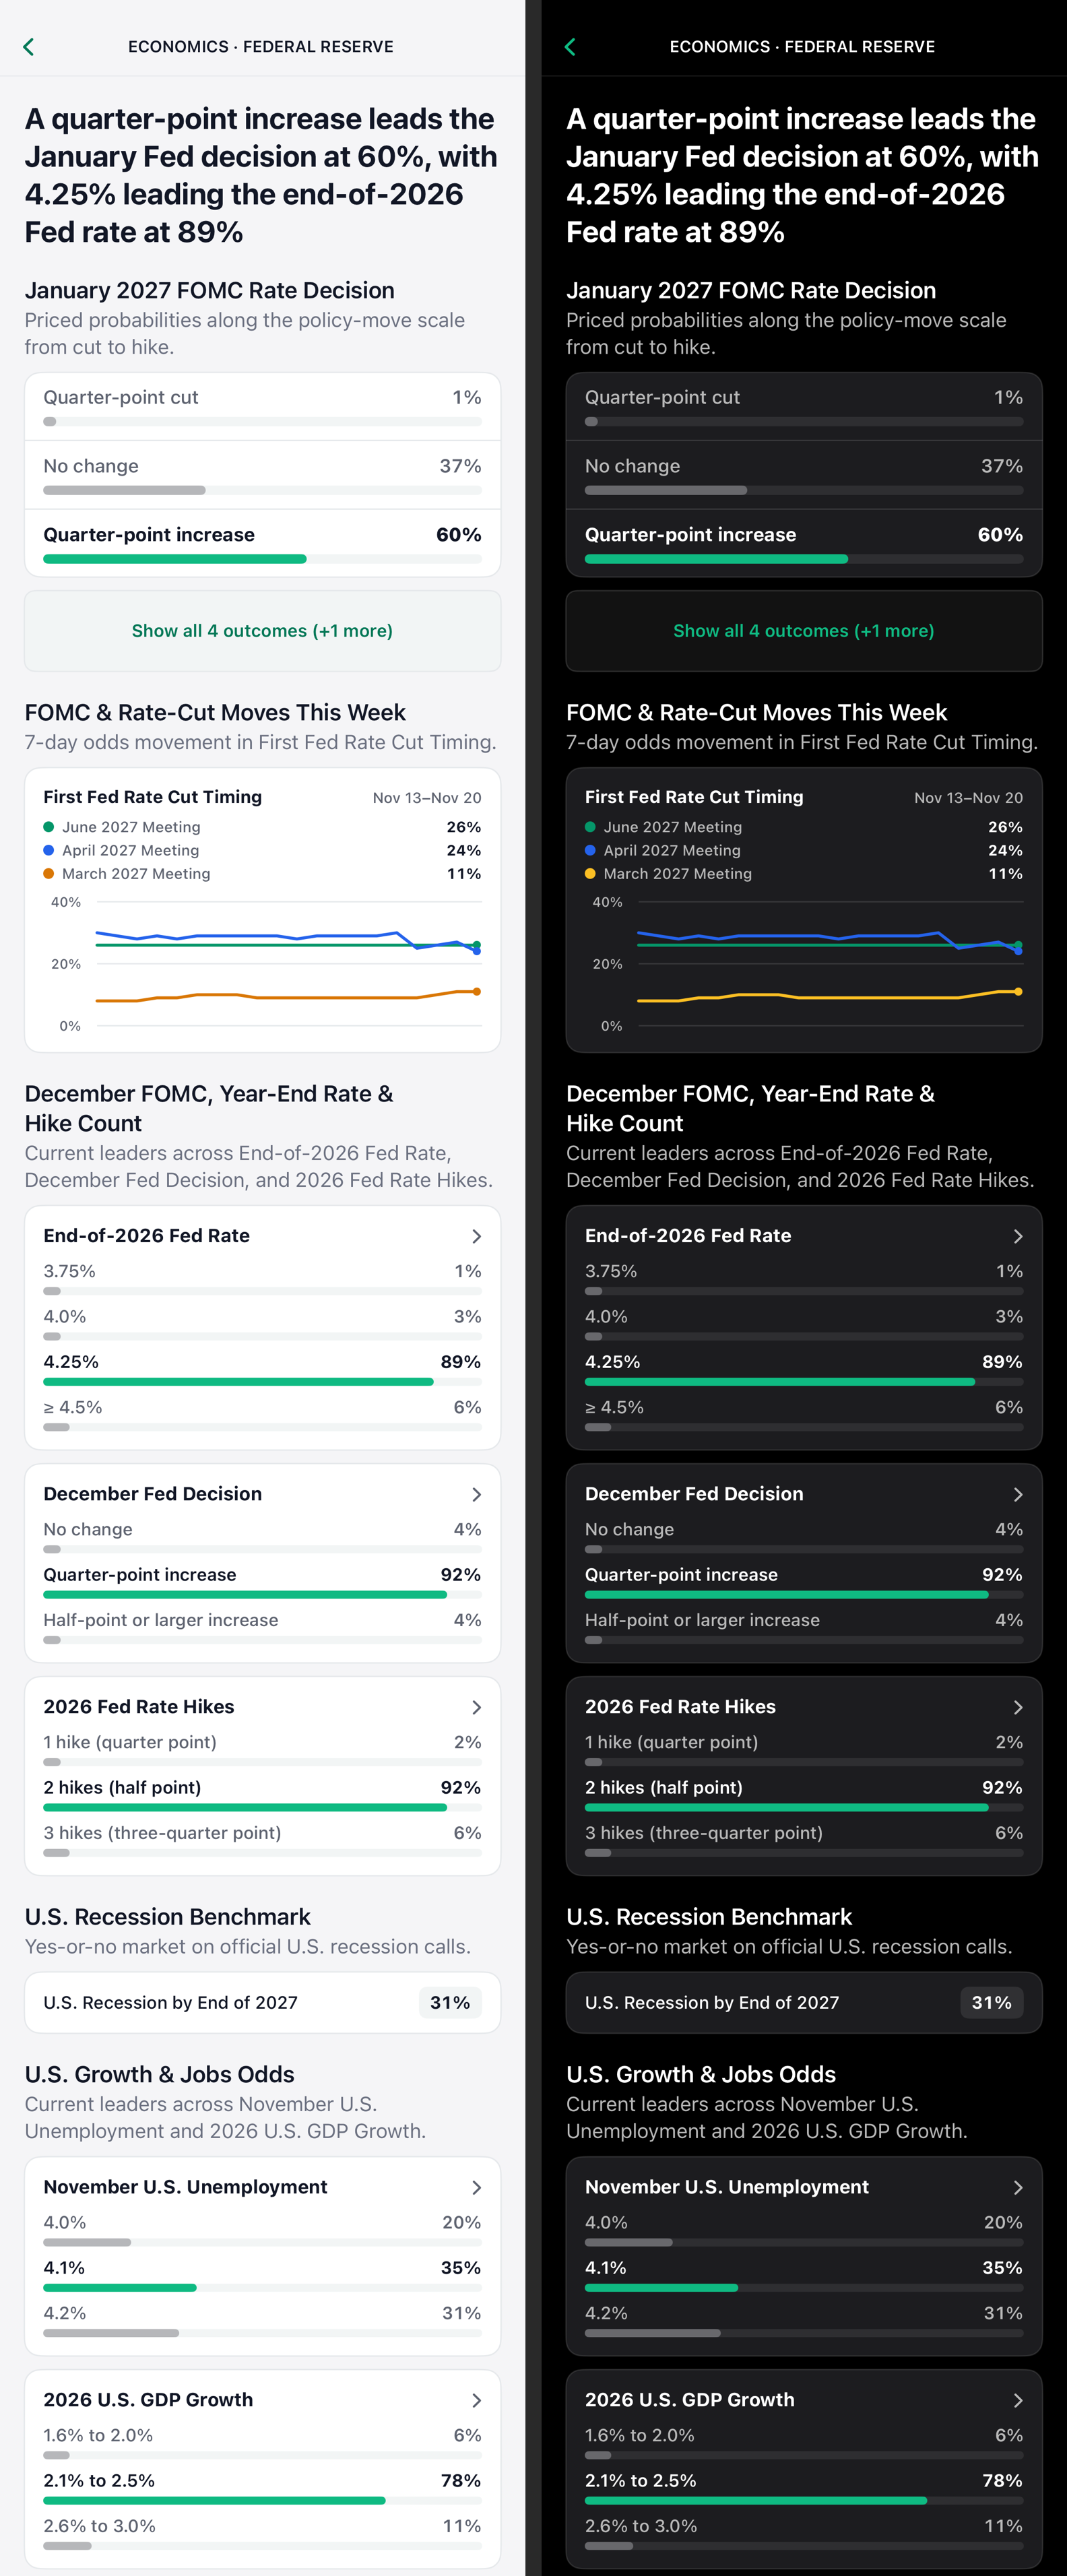 ECONOMICS · FEDERAL RESERVE
A quarter-point increase leads the
January Fed decision at 60%, with
4.25% leading the end-of-2026
Fed rate at 89%
January 2027 FOMC Rate Decision
Priced probabilities along the policy-move scale
from cut to hike.
Quarter-point cut 1%
No change 37%
Quarter-point increase 60%
Show all 4 outcomes (+1 more)
FOMC & Rate-Cut Moves This Week
7-day odds movement in First Fed Rate Cut Timing.
First Fed Rate Cut Timing Nov 13–Nov 20
June 2027 Meeting 26%
April 2027 Meeting 24%
March 2027 Meeting 11%
40%
20%
0%
December FOMC, Year-End Rate &
Hike Count
Current leaders across End-of-2026 Fed Rate,
December Fed Decision, and 2026 Fed Rate Hikes.
End-of-2026 Fed Rate
3.75% 1%
4.0% 3%
4.25% 89%
≥ 4.5% 6%
December Fed Decision
No change 4%
Quarter-point increase 92%
Half-point or larger increase 4%
2026 Fed Rate Hikes
1 hike (quarter point) 2%
2 hikes (half point) 92%
3 hikes (three-quarter point) 6%
U.S. Recession Benchmark
Yes-or-no market on official U.S. recession calls.
U.S. Recession by End of 2027 31%
U.S. Growth & Jobs Odds
Current leaders across November U.S.
Unemployment and 2026 U.S. GDP Growth.
November U.S. Unemployment
4.0% 20%
4.1% 35%
4.2% 31%
2026 U.S. GDP Growth
1.6% to 2.0% 6%
2.1% to 2.5% 78%
2.6% to 3.0% 11%
ECONOMICS · FEDERAL RESERVE
A quarter-point increase leads the
January Fed decision at 60%, with
4.25% leading the end-of-2026
Fed rate at 89%
January 2027 FOMC Rate Decision
Priced probabilities along the policy-move scale
from cut to hike.
Quarter-point cut 1%
No change 37%
Quarter-point increase 60%
Show all 4 outcomes (+1 more)
FOMC & Rate-Cut Moves This Week
7-day odds movement in First Fed Rate Cut Timing.
First Fed Rate Cut Timing Nov 13–Nov 20
June 2027 Meeting 26%
April 2027 Meeting 24%
March 2027 Meeting 11%
40%
20%
0%
December FOMC, Year-End Rate &
Hike Count
Current leaders across End-of-2026 Fed Rate,
December Fed Decision, and 2026 Fed Rate Hikes.
End-of-2026 Fed Rate
3.75% 1%
4.0% 3%
4.25% 89%
≥ 4.5% 6%
December Fed Decision
No change 4%
Quarter-point increase 92%
Half-point or larger increase 4%
2026 Fed Rate Hikes
1 hike (quarter point) 2%
2 hikes (half point) 92%
3 hikes (three-quarter point) 6%
U.S. Recession Benchmark
Yes-or-no market on official U.S. recession calls.
U.S. Recession by End of 2027 31%
U.S. Growth & Jobs Odds
Current leaders across November U.S.
Unemployment and 2026 U.S. GDP Growth.
November U.S. Unemployment
4.0% 20%
4.1% 35%
4.2% 31%
2026 U.S. GDP Growth
1.6% to 2.0% 6%
2.1% to 2.5% 78%
2.6% to 3.0% 11%